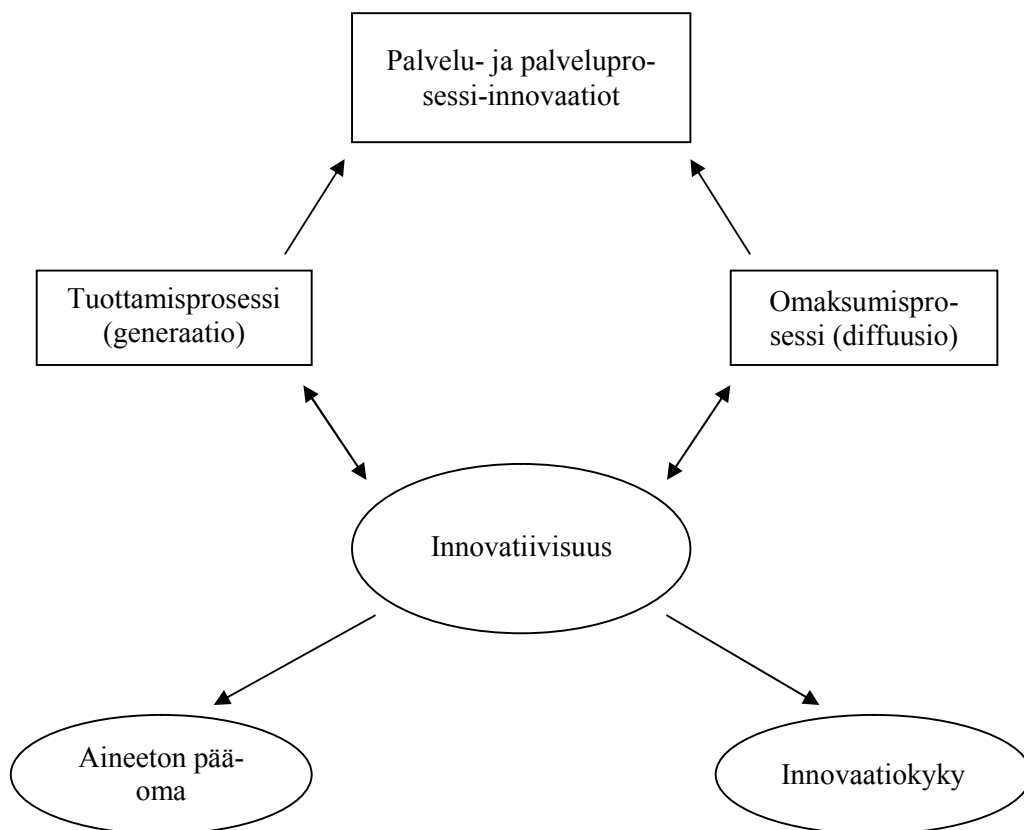 Palvelu- ja palvelupro-
sessi-innovaatiot
Tuottamisprosessi
(generaatio)
Omaksumispro-
sessi (diffuusio)
Innovatiivisuus
Aineeton pää-
oma
Innovaatiokyky